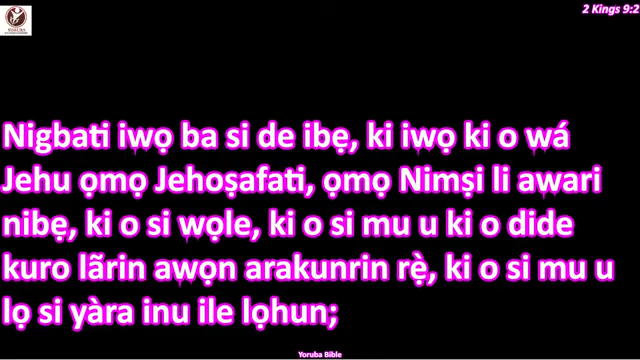 2 Kings 9:2
Nigbati iwọ ba si de ibẹ, ki iwọ ki o wá
Jehu ọmọ Jehoṣafati, ọmọ Nimṣi li awari
nibẹ, ki o si wọle, ki o si mu u ki o dide
kuro lãrin awọn arakunrin rẹ̀, ki o si mu u
lọ si yàra inu ile lọhun;
Yoruba Bible